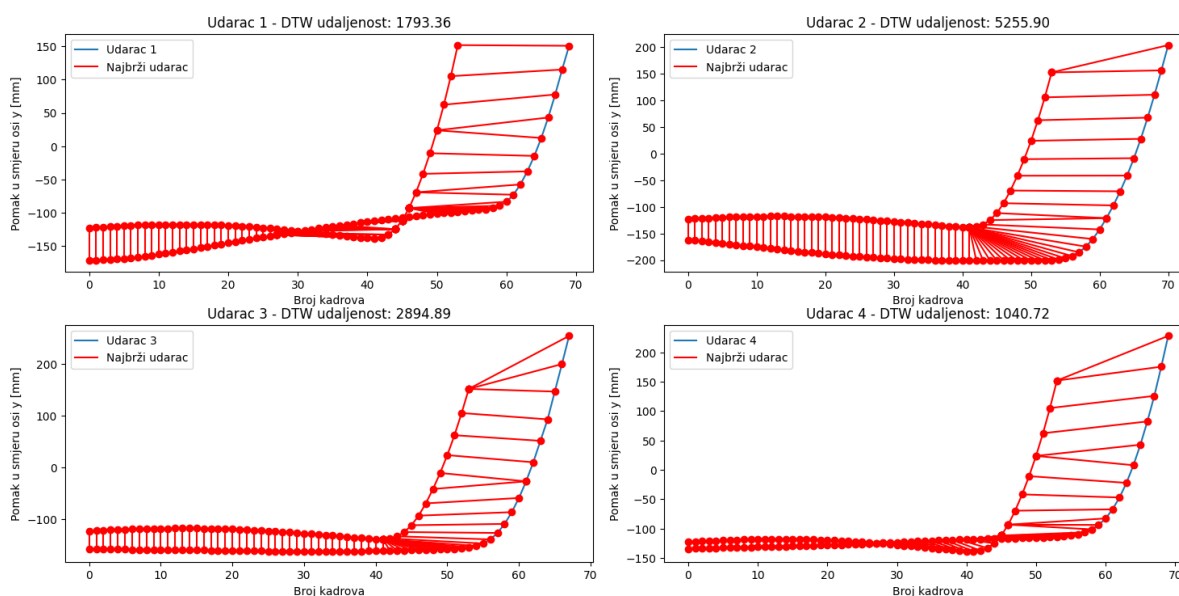 Udarac 1 - DTW udaljenost: 1793.36
150
100
50
0
−50
−100
−150
Pomak u smjeru osi y [mm]
Udarac 1
Najbrži udarac
0 10 20 30 40 50 60 70
Broj kadrova
Udarac 2 - DTW udaljenost: 5255.90
200
150
100
50
0
−50
−100
−150
−200
Pomak u smjeru osi y [mm]
Udarac 2
Najbrži udarac
0 10 20 30 40 50 60 70
Broj kadrova
Udarac 3 - DTW udaljenost: 2894.89
200
100
0
−100
Pomak u smjeru osi y [mm]
Udarac 3
Najbrži udarac
0 10 20 30 40 50 60 70
Broj kadrova
Udarac 4 - DTW udaljenost: 1040.72
200
150
100
50
0
−50
−100
−150
Pomak u smjeru osi y [mm]
Udarac 4
Najbrži udarac
0 10 20 30 40 50 60 70
Broj kadrova